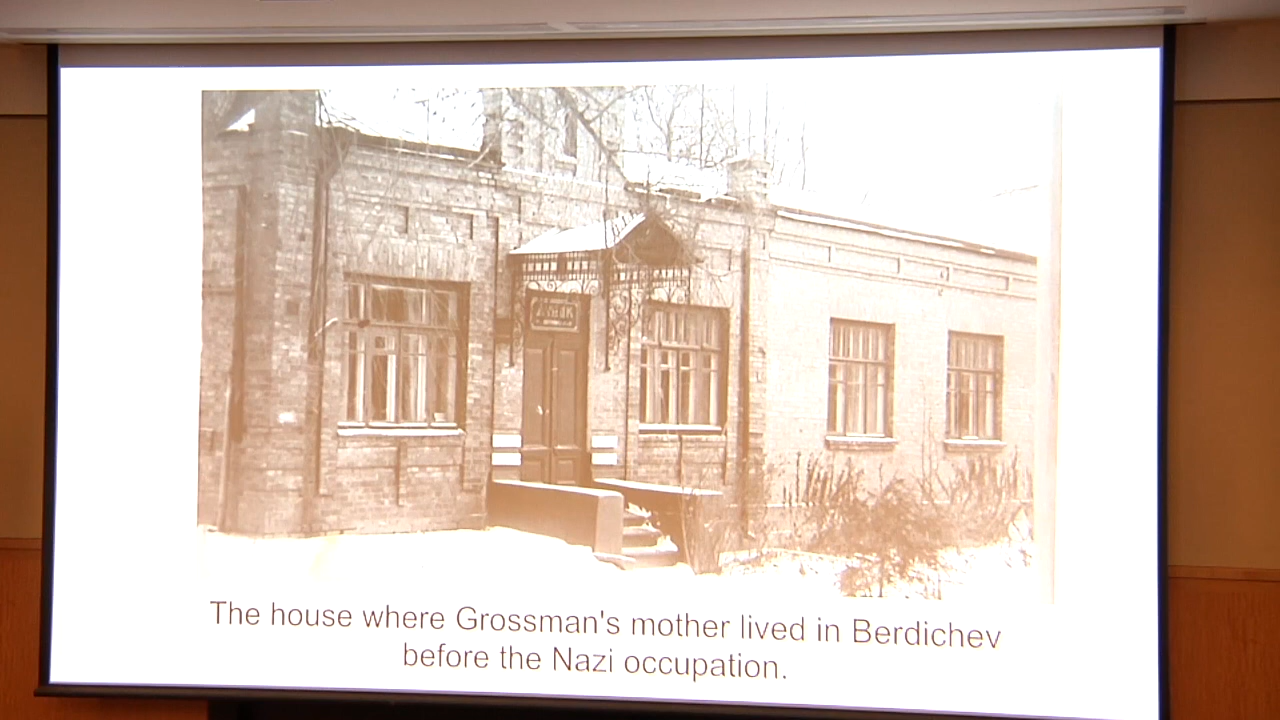 The house where Grossman's mother lived in Berdichev
before the Nazi occupation.